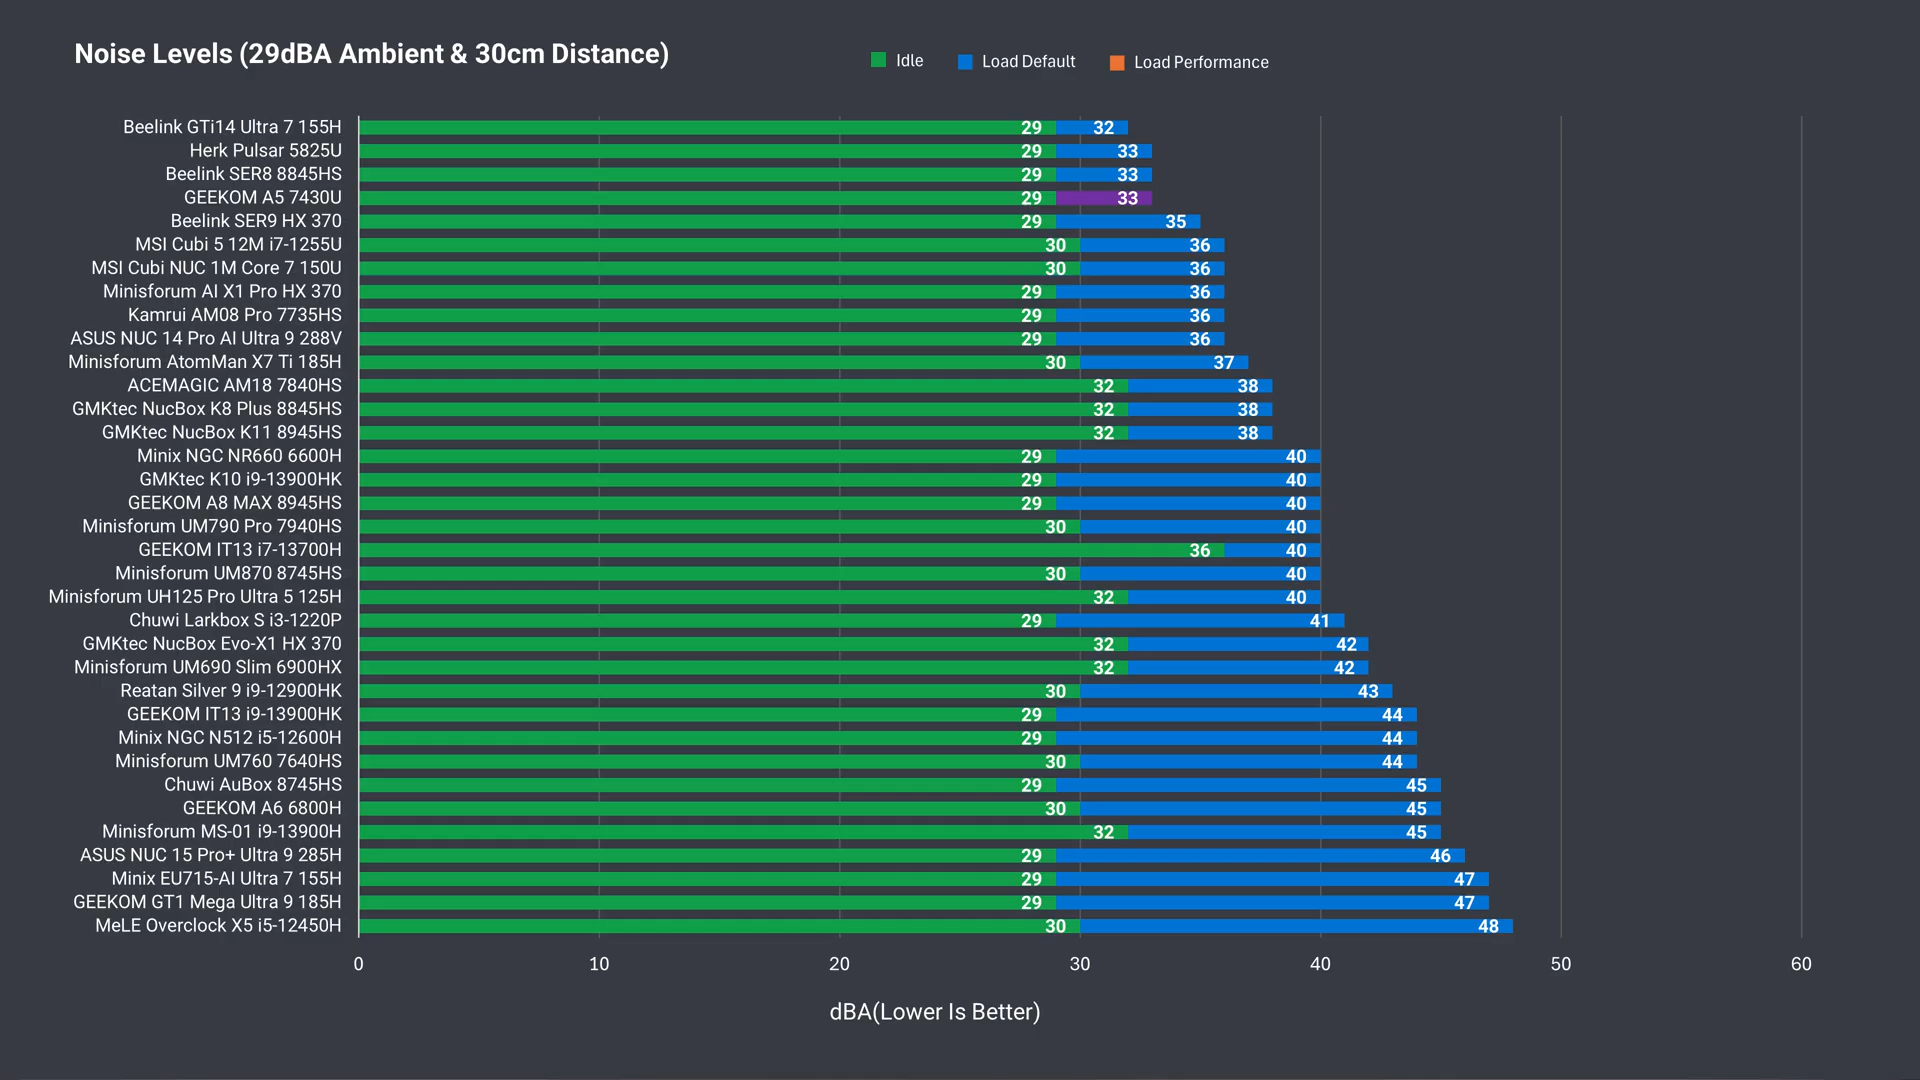 Noise Levels (29dBA Ambient & 30cm Distance)
Idle Load Default Load Performance
Beelink GTi14 Ultra 7 155H 29 32
Herk Pulsar 5825U 29 33
Beelink SER8 8845HS 29 33
GEEKOM A5 7430U 29 33
Beelink SER9 HX 370 29 35
MSI Cubi 5 12M i7-1255U 30 36
MSI Cubi NUC 1M Core 7 150U 30 36
Minisforum AI X1 Pro HX 370 29 36
Kamrui AM08 Pro 7735HS 29 36
ASUS NUC 14 Pro AI Ultra 9 288V 29 36
Minisforum AtomMan X7 Ti 185H 30 37
ACEMAGIC AM18 7840HS 32 38
GMKtec NucBox K8 Plus 8845HS 32 38
GMKtec NucBox K11 8945HS 32 38
Minix NGC NR660 6600H 29 40
GMKtec K10 i9-13900HK 29 40
GEEKOM A8 MAX 8945HS 29 40
Minisforum UM790 Pro 7940HS 30 40
GEEKOM IT13 i7-13700H 36 40
Minisforum UM870 8745HS 30 40
Minisforum UH125 Pro Ultra 5 125H 32 40
Chuwi Larkbox S i3-1220P 29 41
GMKtec NucBox Evo-X1 HX 370 32 42
Minisforum UM690 Slim 6900HX 32 42
Reatan Silver 9 i9-12900HK 30 43
GEEKOM IT13 i9-13900HK 29 44
Minix NGC N512 i5-12600H 29 44
Minisforum UM760 7640HS 30 44
Chuwi AuBox 8745HS 29 45
GEEKOM A6 6800H 30 45
Minisforum MS-01 i9-13900H 32 45
ASUS NUC 15 Pro+ Ultra 9 285H 29 46
Minix EU715-AI Ultra 7 155H 29 47
GEEKOM GT1 Mega Ultra 9 185H 29 47
MeLE Overclock X5 i5-12450H 30 48
0 10 20 30 40 50 60
dBA(Lower Is Better)